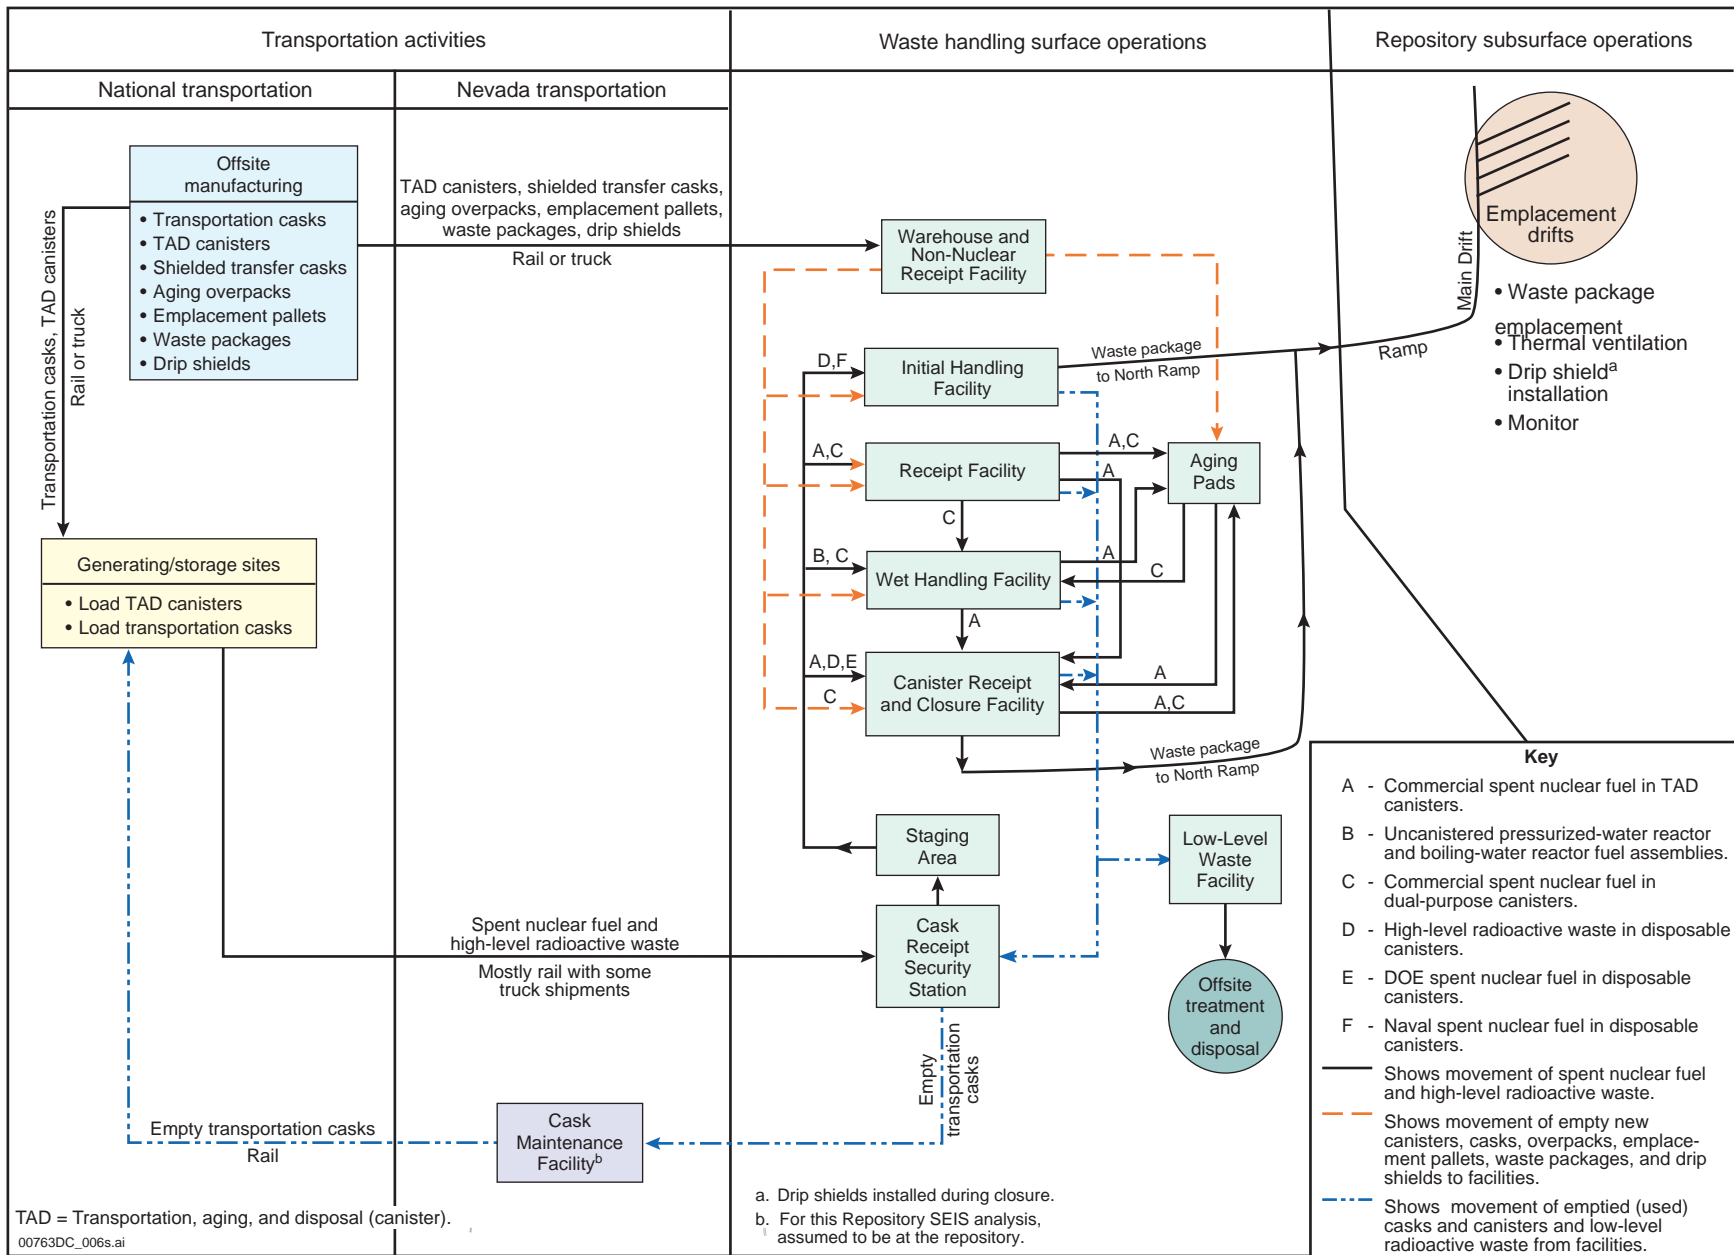 Transportation activities
Waste handling surface operations
Repository subsurface operations
National transportation
Nevada transportation
Offsite
manufacturing
• Transportation casks
• TAD canisters
• Shielded transfer casks
• Aging overpacks
• Emplacement pallets
• Waste packages
• Drip shields
Transportation casks, TAD canisters
Rail or truck
TAD canisters, shielded transfer casks,
aging overpacks, emplacement pallets,
waste packages, drip shields
Rail or truck
Generating/storage sites
• Load TAD canisters
• Load transportation casks
Spent nuclear fuel and
high-level radioactive waste
Mostly rail with some
truck shipments
Empty transportation casks
Rail
Cask
Maintenance
Facility b
Empty
transportation
casks
Warehouse and
Non-Nuclear
Receipt Facility
D,F
Initial Handling
Facility
Waste package
to North Ramp
A,C
Receipt Facility
A,C
A
Aging
Pads
C
B, C
Wet Handling Facility
A
C
A
A,D,E
C
Canister Receipt
and Closure Facility
A
A,C
Waste package
to North Ramp
Staging
Area
Cask
Receipt
Security
Station
Low-Level
Waste
Facility
Offsite
treatment
and
disposal
Ramp
Main Drift
Emplacement
drifts
• Waste package
emplacement
• Thermal ventilation
• Drip shield a
installation
• Monitor
Key
A - Commercial spent nuclear fuel in TAD
canisters.
B - Uncanistered pressurized-water reactor
and boiling-water reactor fuel assemblies.
C - Commercial spent nuclear fuel in
dual-purpose canisters.
D - High-level radioactive waste in disposable
canisters.
E - DOE spent nuclear fuel in disposable
canisters.
F - Naval spent nuclear fuel in disposable
canisters.
Shows movement of spent nuclear fuel
and high-level radioactive waste.
Shows movement of empty new
canisters, casks, overpacks, emplace-
ment pallets, waste packages, and drip
shields to facilities.
Shows movement of emptied (used)
casks and canisters and low-level
radioactive waste from facilities.
a. Drip shields installed during closure.
b. For this Repository SEIS analysis,
assumed to be at the repository.
TAD = Transportation, aging, and disposal (canister).
00763DC_006s.ai